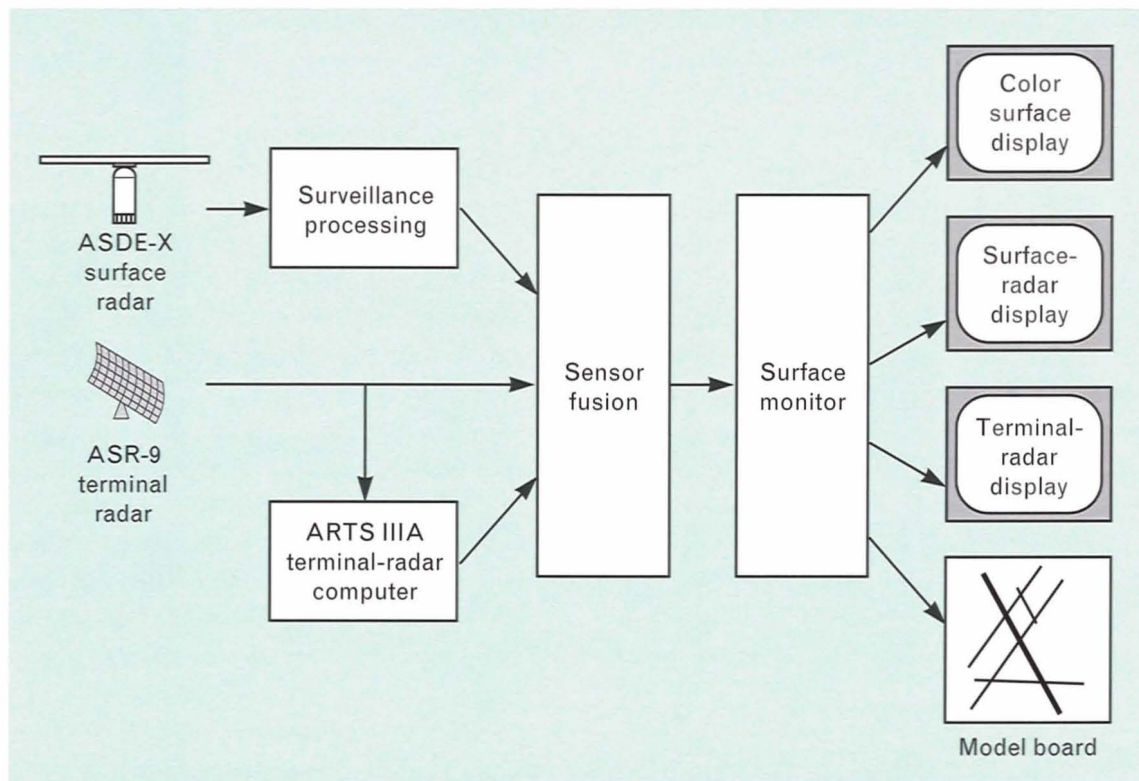 ASDE-X
surface
radar
ASR-9
terminal
radar
Surveillance
processing
ARTS IIIA
terminal-radar
computer
Sensor
fusion
Surface
monitor
Color
surface
display
Surface-
radar
display
Terminal-
radar
display
Model board